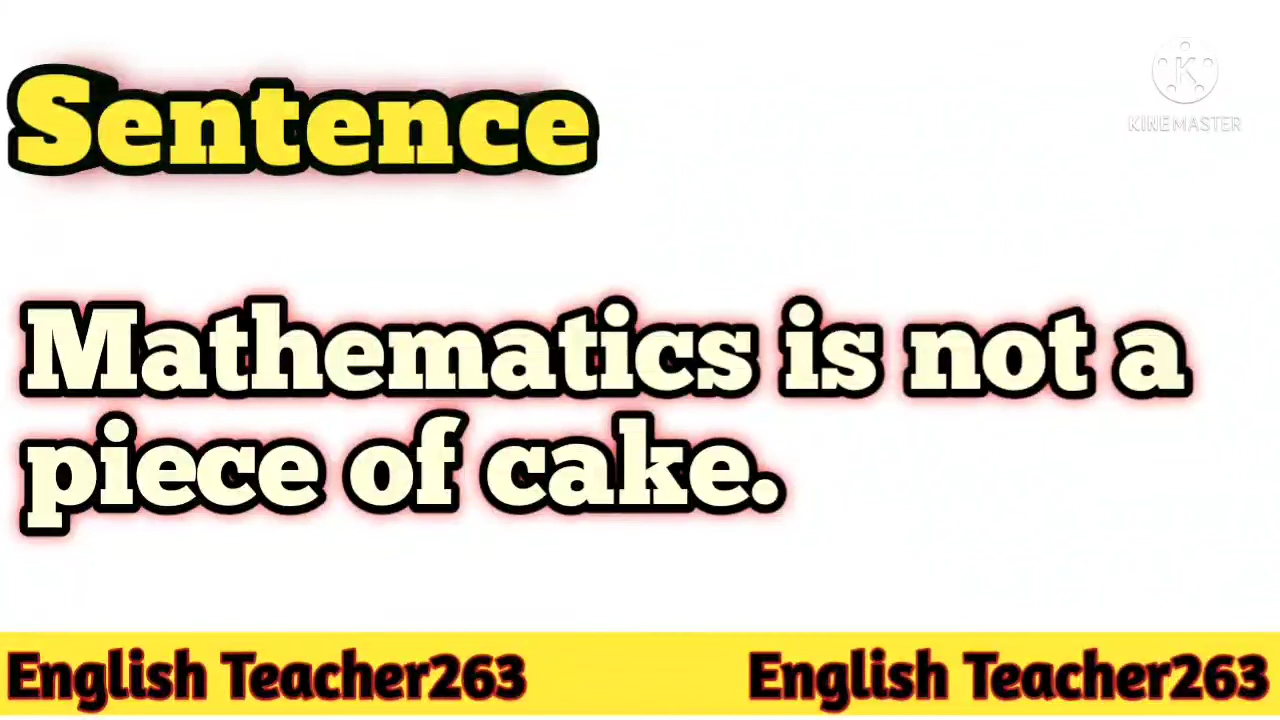 Sentence
KINEMASTER
Mathematics is not a
piece of cake.
English Teacher263
English Teacher263